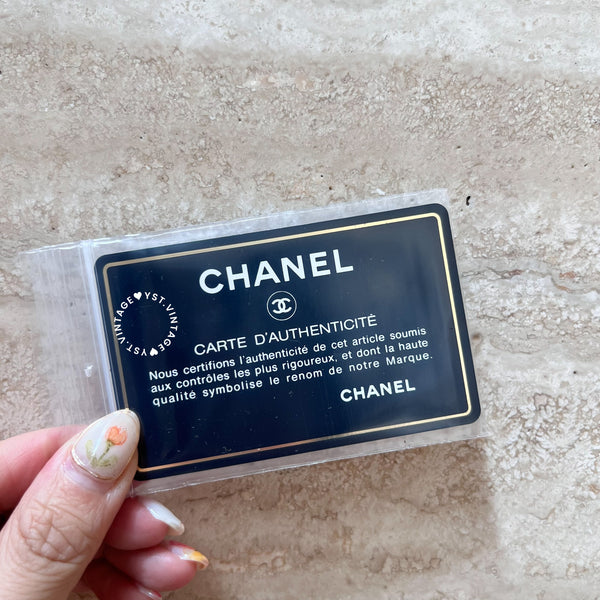 CHANEL
CARTE D'AUTHENTICITÉ
Nous certifions l'authenticité de cet article soumis
aux contrôles les plus rigoureux, et dont la haute
qualité symbolise le renom de notre Marque.
CHANEL
YST.VINTAGE♥YST.VINTAGE♥